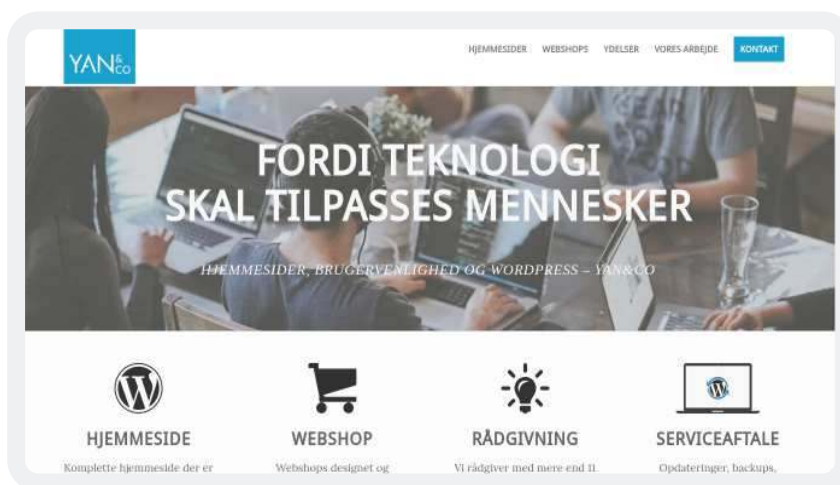 YAN&CO
HJEMMESIDER WEBSHOPS YDELSER VORES ARBEJDE KONTAKT
FORDI TEKNOLOGI
SKAL TILPASSES MENNESKER
HJEMMESIDER, BRUGERVENLIGHED OG WORDPRESS – YAN&CO
HJEMMESIDE WEBSHOP RÅDGIVNING SERVICEAFTALE
Komplette hjemmeside der er Webshops designet og Vi rådgiver med mere end 11 Opdateringer, backups,